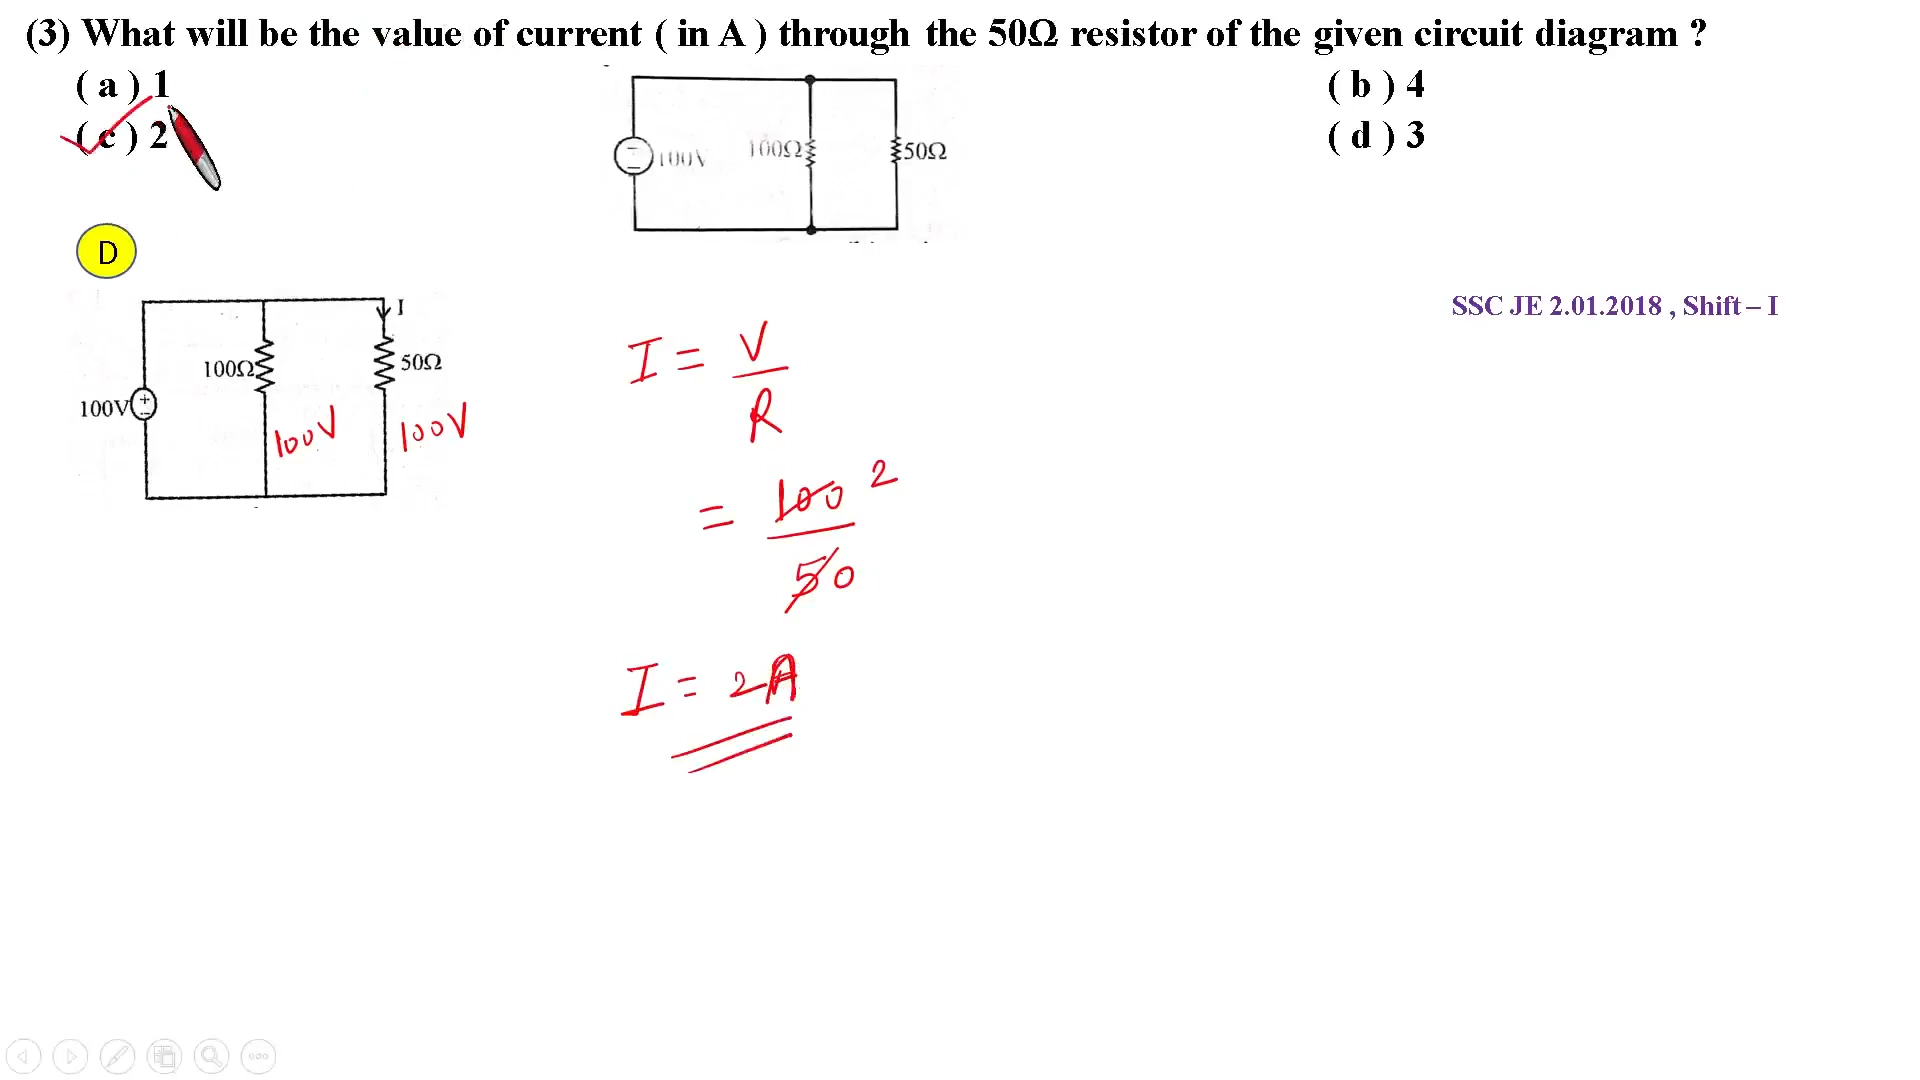 (3) What will be the value of current ( in A ) through the 50Ω resistor of the given circuit diagram ?
( a ) 1
( b ) 4
( c ) 2
( d ) 3
100V
100Ω
50Ω
D
SSC JE 2.01.2018 , Shift – I
I
100Ω
50Ω
100V
100V
100V
I = V
R
= 100 2
50
I = 2A